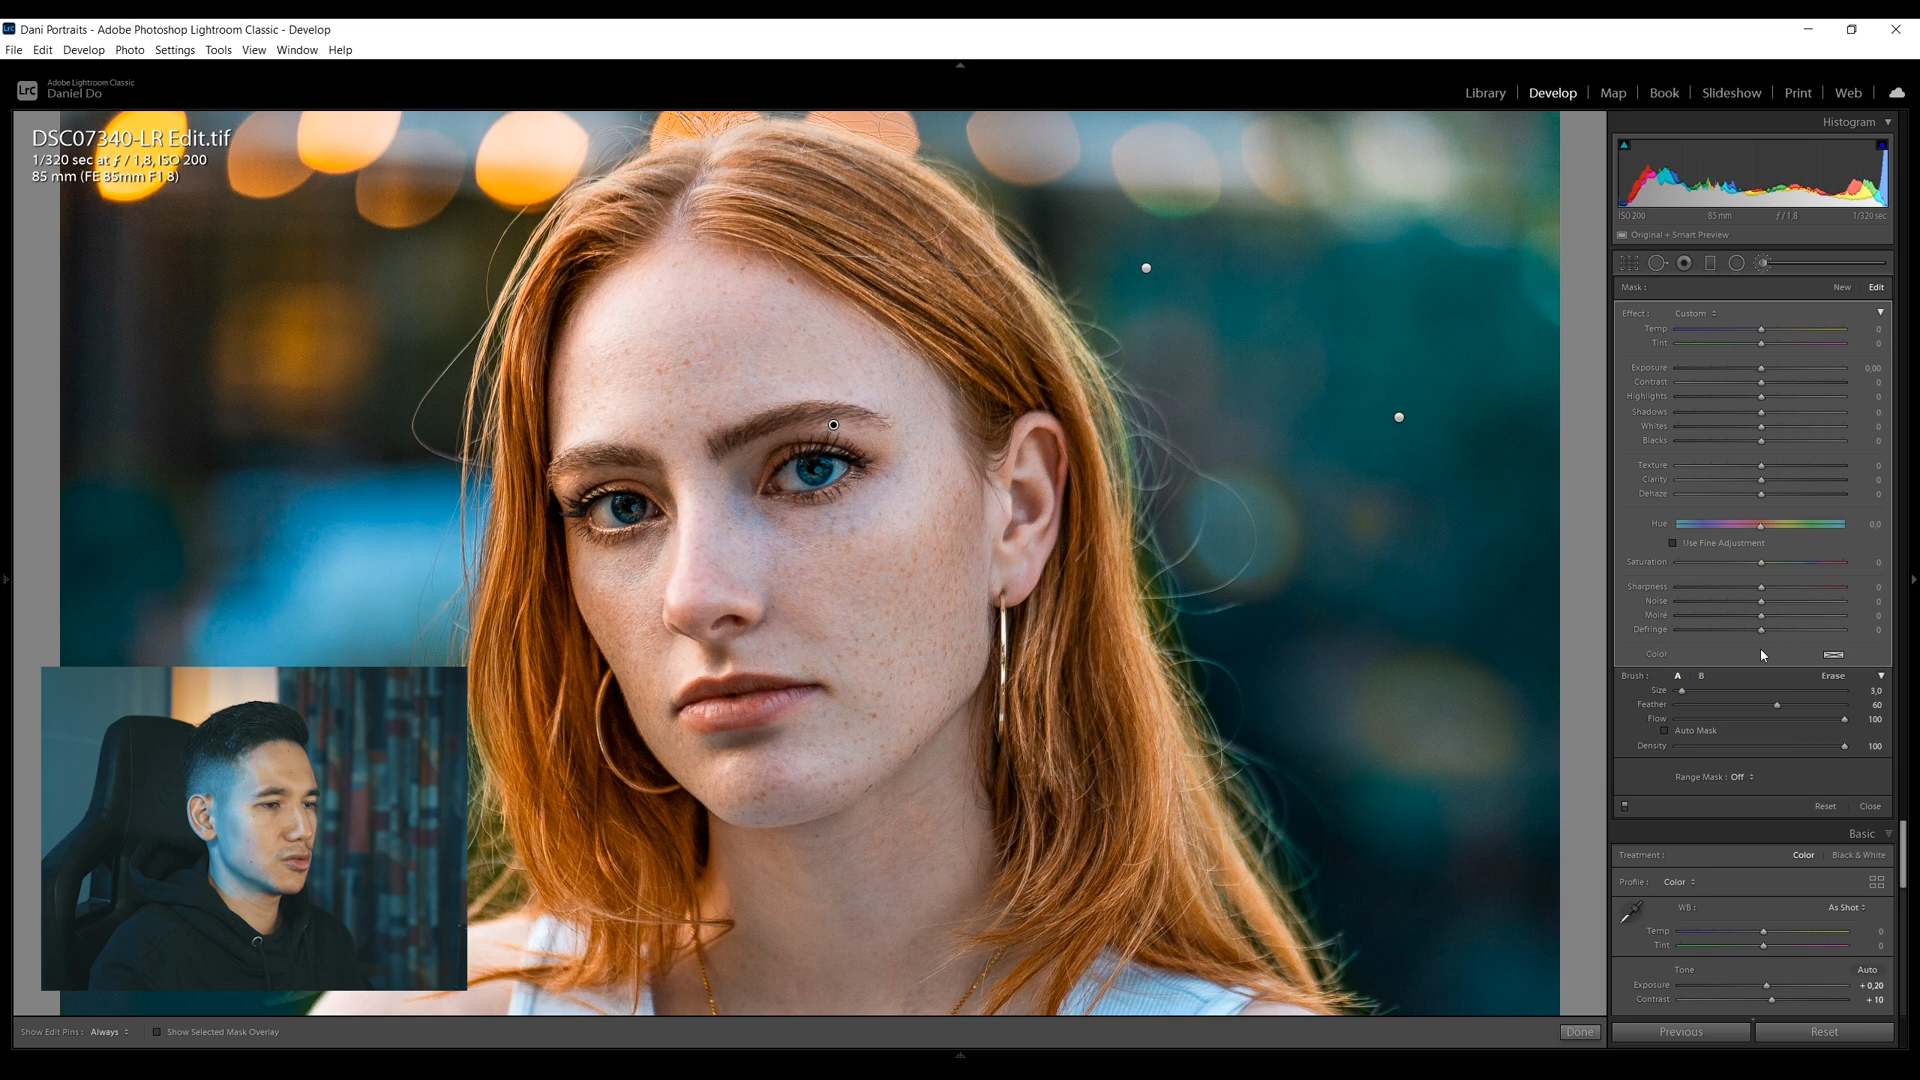 Dani Portraits - Adobe Photoshop Lightroom Classic - Develop
File Edit Develop Photo Settings Tools View Window Help
LrC
Adobe Lightroom Classic
Daniel Do
Library Develop Map Book Slideshow Print Web
DSC07340-LR Edit.tif
1/320 sec at ƒ / 1,8, ISO 200
85 mm (FE 85mm F1.8)
Histogram
ISO 200 85 mm ƒ / 1,8 1/320 sec
Original + Smart Preview
Mask : New Edit
Effect : Custom
Temp 0
Tint 0
Exposure 0,00
Contrast 0
Highlights 0
Shadows 0
Whites 0
Blacks 0
Texture 0
Clarity 0
Dehaze 0
Hue 0,0
Use Fine Adjustment
Saturation 0
Sharpness 0
Noise 0
Moiré 0
Defringe 0
Color
Brush : A B Erase
Size 3,0
Feather 60
Flow 100
Auto Mask
Density 100
Range Mask : Off
Reset Close
Basic
Treatment : Color Black & White
Profile : Color
WB : As Shot
Temp 0
Tint 0
Tone Auto
Exposure + 0,20
Contrast + 10
Show Edit Pins : Always Show Selected Mask Overlay Done
Previous Reset